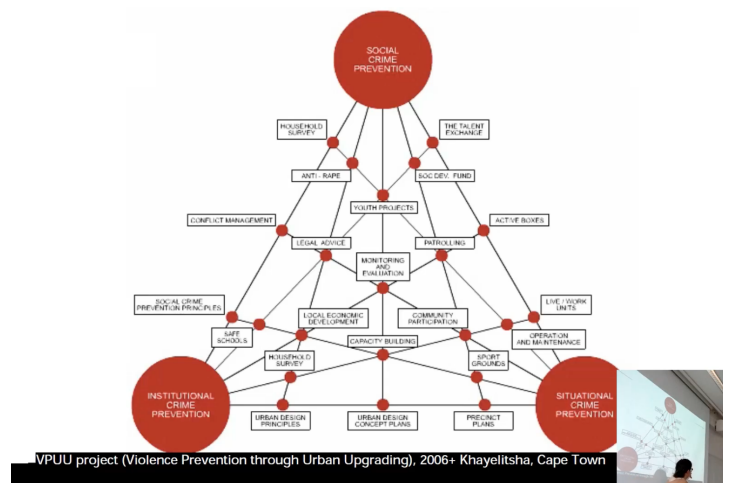 SOCIAL
CRIME
PREVENTION
HOUSEHOLD
SURVEY
THE TALENT
EXCHANGE
ANTI - RAPE
SOC DEV. FUND
YOUTH PROJECTS
CONFLICT MANAGEMENT
ACTIVE BOXES
LEGAL ADVICE
PATROLLING
MONITORING
AND
EVALUATION
SOCIAL CRIME
PREVENTION PRINCIPLES
LIVE / WORK
UNITS
LOCAL ECONOMIC
DEVELOPMENT
COMMUNITY
PARTICIPATION
SAFE
SCHOOLS
OPERATION
AND MAINTENANCE
CAPACITY BUILDING
HOUSEHOLD
SURVEY
SPORT
GROUNDS
INSTITUTIONAL
CRIME
PREVENTION
SITUATIONAL
CRIME
PREVENTION
URBAN DESIGN
PRINCIPLES
URBAN DESIGN
CONCEPT PLANS
PRECINCT
PLANS
VPUU project (Violence Prevention through Urban Upgrading), 2006+ Khayelitsha, Cape Town